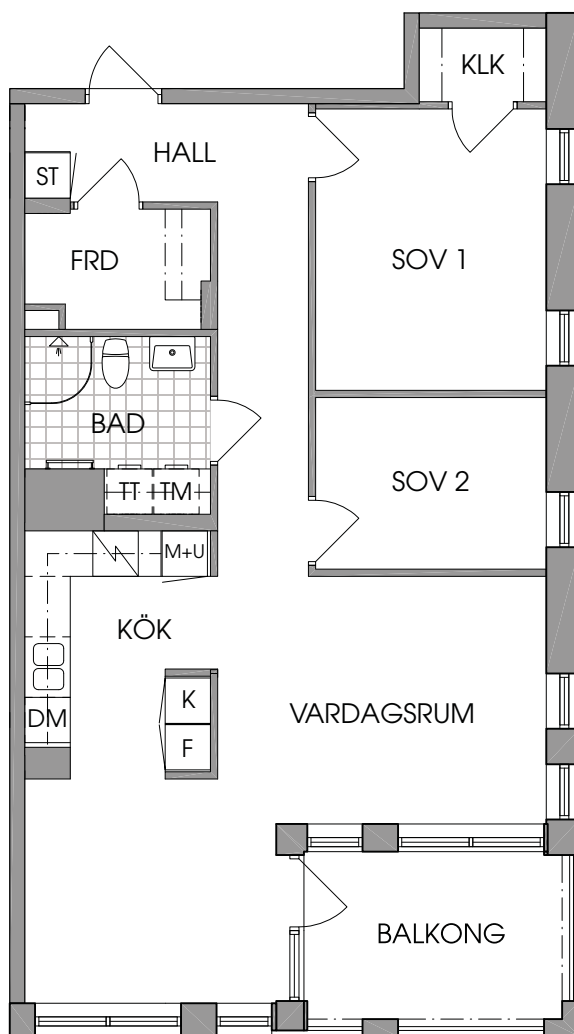 KLK
HALL
ST
FRD
SOV 1
BAD
SOV 2
TT
TM
M+U
KÖK
K
VARDAGSRUM
DM
F
BALKONG